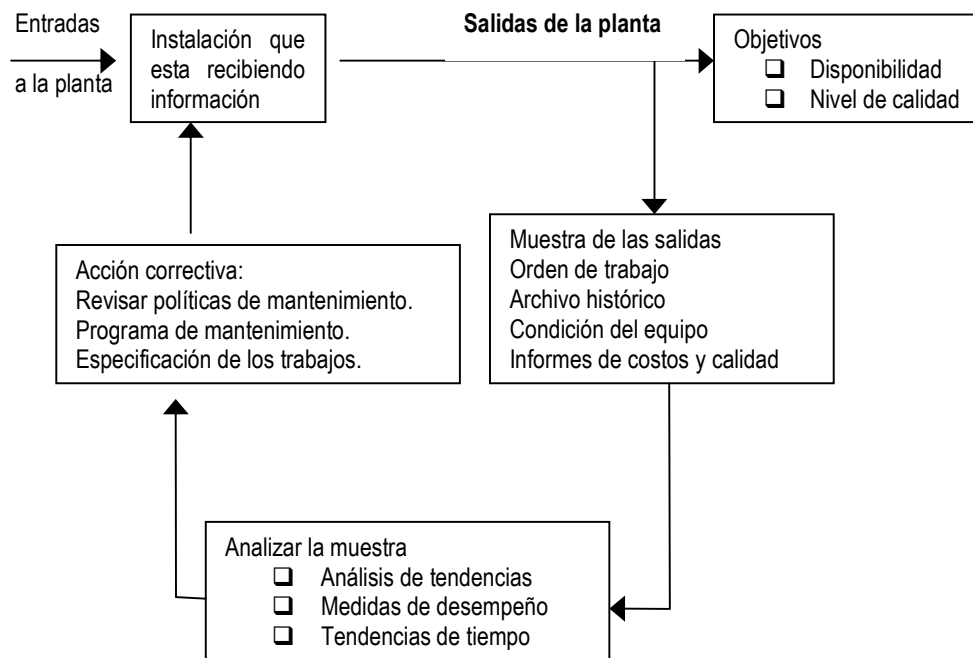 Entradas
a la planta
Instalación que
esta recibiendo
información
Salidas de la planta
Objetivos
❑ Disponibilidad
❑ Nivel de calidad
Muestra de las salidas
Orden de trabajo
Archivo histórico
Condición del equipo
Informes de costos y calidad
Acción correctiva:
Revisar políticas de mantenimiento.
Programa de mantenimiento.
Especificación de los trabajos.
Analizar la muestra
❑ Análisis de tendencias
❑ Medidas de desempeño
❑ Tendencias de tiempo